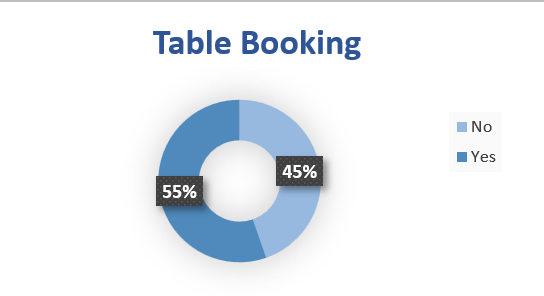 Table Booking
No
45%
Yes
55%